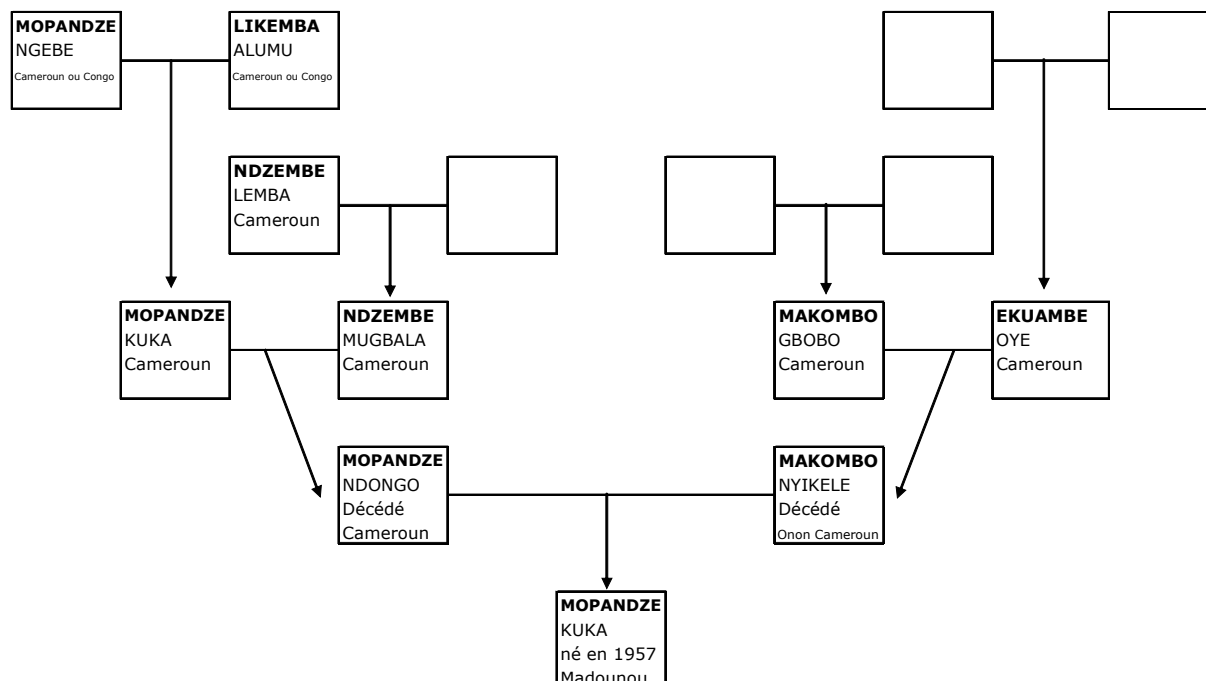 MOPANDZE
NGEBE
Cameroun ou Congo
LIKEMBA
ALUMU
Cameroun ou Congo
NDZEMBE
LEMBA
Cameroun
MOPANDZE
KUKA
Cameroun
NDZEMBE
MUGBALA
Cameroun
MAKOMBO
GBOBO
Cameroun
EKUAMBE
OYE
Cameroun
MOPANDZE
NDONGO
Décédé
Cameroun
MAKOMBO
NYIKELE
Décédé
Onon Cameroun
MOPANDZE
KUKA
né en 1957
Madounou